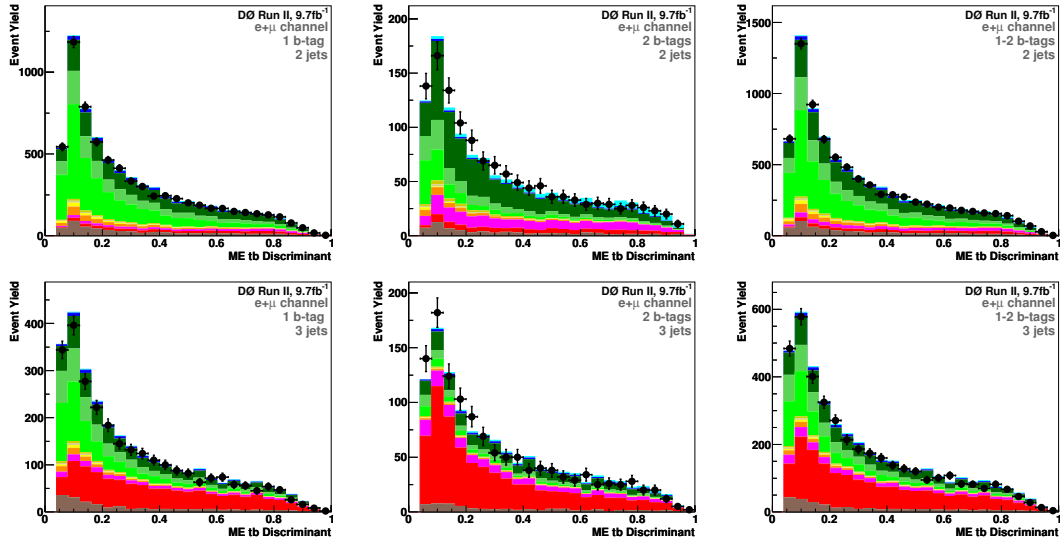 Event Yield
DØ Run II, 9.7fb⁻¹
e+μ channel
1 b-tag
2 jets
1000
500
0
0 0.2 0.4 0.6 0.8 1
ME tb Discriminant
Event Yield
DØ Run II, 9.7fb⁻¹
e+μ channel
2 b-tags
2 jets
200
150
100
50
0
0 0.2 0.4 0.6 0.8 1
ME tb Discriminant
Event Yield
DØ Run II, 9.7fb⁻¹
e+μ channel
1-2 b-tags
2 jets
1500
1000
500
0
0 0.2 0.4 0.6 0.8 1
ME tb Discriminant
Event Yield
DØ Run II, 9.7fb⁻¹
e+μ channel
1 b-tag
3 jets
400
300
200
100
0
0 0.2 0.4 0.6 0.8 1
ME tb Discriminant
Event Yield
DØ Run II, 9.7fb⁻¹
e+μ channel
2 b-tags
3 jets
200
150
100
50
0
0 0.2 0.4 0.6 0.8 1
ME tb Discriminant
Event Yield
DØ Run II, 9.7fb⁻¹
e+μ channel
1-2 b-tags
3 jets
600
400
200
0
0 0.2 0.4 0.6 0.8 1
ME tb Discriminant